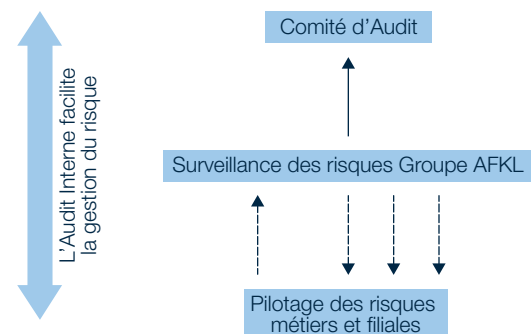 Comité d'Audit
L'Audit Interne facilite
la gestion du risque
Surveillance des risques Groupe AFKL
Pilotage des risques
métiers et filiales